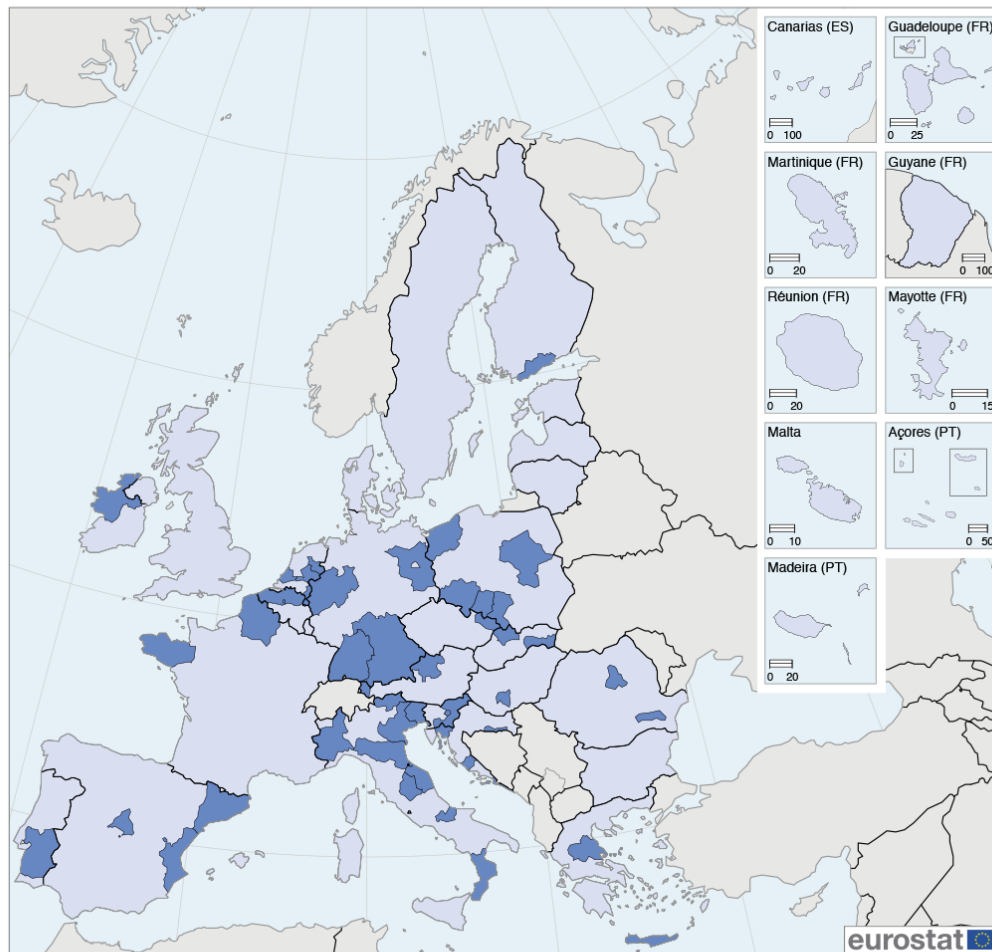 Canarias (ES)
0 100
Guadeloupe (FR)
0 25
Martinique (FR)
0 20
Guyane (FR)
0 100
Réunion (FR)
0 20
Mayotte (FR)
0 15
Malta
0 10
Açores (PT)
0 50
Madeira (PT)
0 20
eurostat